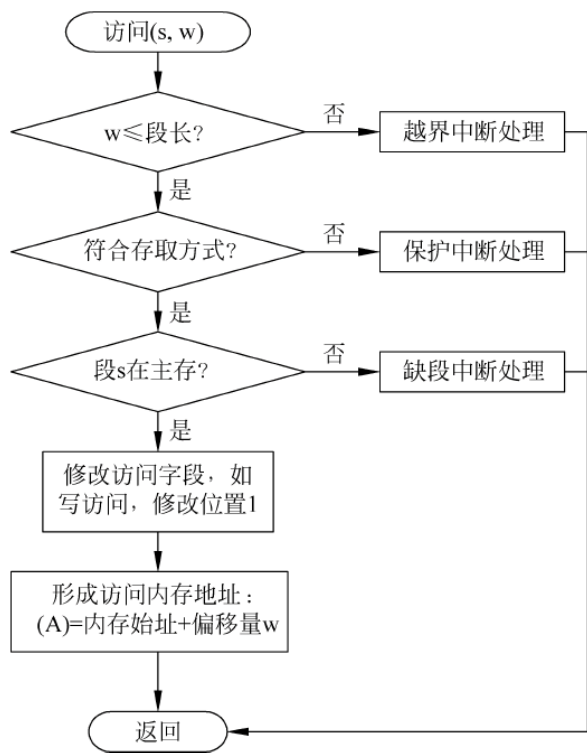 访问(s, w)
w≤段长?
否
越界中断处理
是
符合存取方式?
否
保护中断处理
是
段s在主存?
否
缺段中断处理
是
修改访问字段，如
写访问，修改位置1
形成访问内存地址：
(A)=内存始址+偏移量w
返回